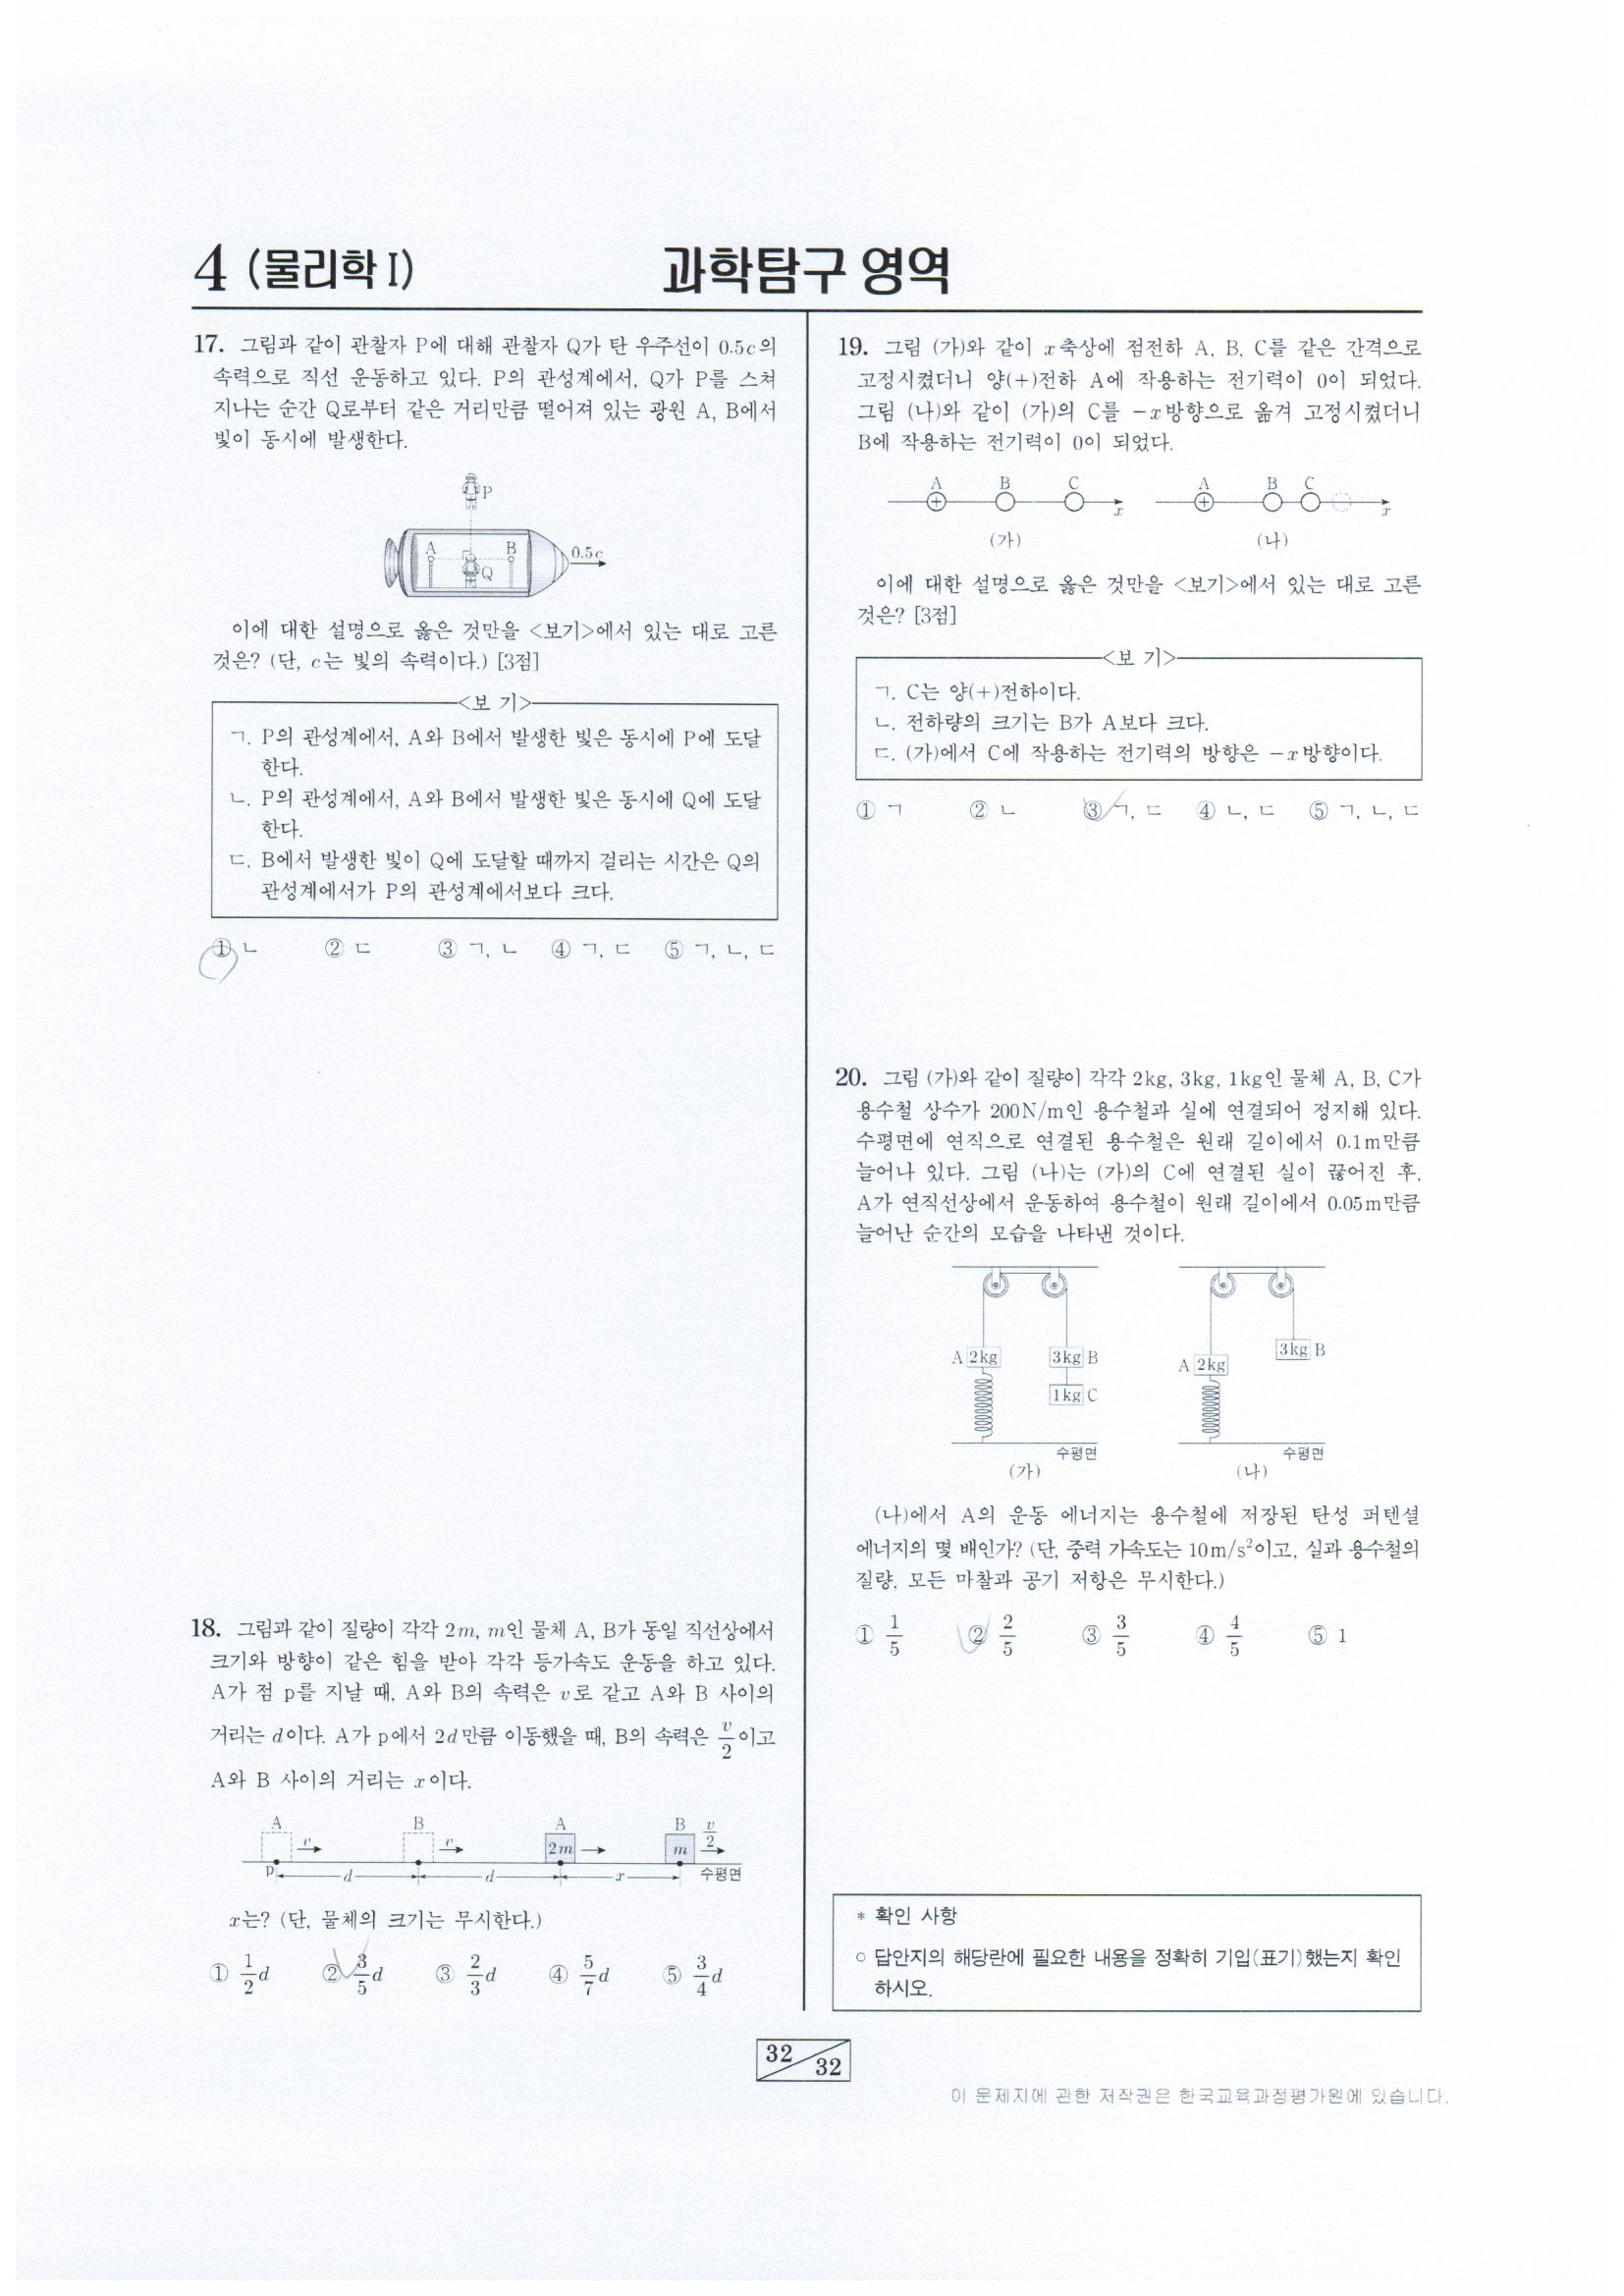 4 (물리학 I)
과학탐구 영역
17. 그림과 같이 관찰자 P에 대해 관찰자 Q가 탄 우주선이 0.5c의
속력으로 직선 운동하고 있다. P의 관성계에서, Q가 P를 스쳐
지나는 순간 Q로부터 같은 거리만큼 떨어져 있는 광원 A, B에서
빛이 동시에 발생한다.
P
A
B
Q
0.5c
이에 대한 설명으로 옳은 것만을 <보기>에서 있는 대로 고른
것은? (단, c는 빛의 속력이다.) [3점]
<보 기>
ㄱ. P의 관성계에서, A와 B에서 발생한 빛은 동시에 P에 도달
한다.
ㄴ. P의 관성계에서, A와 B에서 발생한 빛은 동시에 Q에 도달
한다.
ㄷ. B에서 발생한 빛이 Q에 도달할 때까지 걸리는 시간은 Q의
관성계에서가 P의 관성계에서보다 크다.
① ㄴ ② ㄷ ③ ㄱ, ㄴ ④ ㄱ, ㄷ ⑤ ㄱ, ㄴ, ㄷ
18. 그림과 같이 질량이 각각 2m, m인 물체 A, B가 동일 직선상에서
크기와 방향이 같은 힘을 받아 각각 등가속도 운동을 하고 있다.
A가 점 p를 지날 때, A와 B의 속력은 v로 같고 A와 B 사이의
거리는 d이다. A가 p에서 2d만큼 이동했을 때, B의 속력은 v/2이고
A와 B 사이의 거리는 x이다.
A B A B v/2
v v 2m m
p d d x 수평면
x는? (단, 물체의 크기는 무시한다.)
① 1/2 d ② 3/5 d ③ 2/3 d ④ 5/7 d ⑤ 3/4 d
19. 그림 (가)와 같이 x축상에 점전하 A, B, C를 같은 간격으로
고정시켰더니 양(+)전하 A에 작용하는 전기력이 0이 되었다.
그림 (나)와 같이 (가)의 C를 -x방향으로 옮겨 고정시켰더니
B에 작용하는 전기력이 0이 되었다.
A B C A B C
+ x + x
(가) (나)
이에 대한 설명으로 옳은 것만을 <보기>에서 있는 대로 고른
것은? [3점]
<보 기>
ㄱ. C는 양(+)전하이다.
ㄴ. 전하량의 크기는 B가 A보다 크다.
ㄷ. (가)에서 C에 작용하는 전기력의 방향은 -x방향이다.
① ㄱ ② ㄴ ③ ㄱ, ㄷ ④ ㄴ, ㄷ ⑤ ㄱ, ㄴ, ㄷ
20. 그림 (가)와 같이 질량이 각각 2kg, 3kg, 1kg인 물체 A, B, C가
용수철 상수가 200N/m인 용수철과 실에 연결되어 정지해 있다.
수평면에 연직으로 연결된 용수철은 원래 길이에서 0.1m만큼
늘어나 있다. 그림 (나)는 (가)의 C에 연결된 실이 끊어진 후,
A가 연직선상에서 운동하여 용수철이 원래 길이에서 0.05m만큼
늘어난 순간의 모습을 나타낸 것이다.
A 2kg 3kg B
1kg C
수평면
(가)
A 2kg 3kg B
수평면
(나)
(나)에서 A의 운동 에너지는 용수철에 저장된 탄성 퍼텐셜
에너지의 몇 배인가? (단, 중력 가속도는 10m/s²이고, 실과 용수철의
질량, 모든 마찰과 공기 저항은 무시한다.)
① 1/5 ② 2/5 ③ 3/5 ④ 4/5 ⑤ 1
* 확인 사항
○ 답안지의 해당란에 필요한 내용을 정확히 기입(표기)했는지 확인
하시오.
32
32
이 문제지에 관한 저작권은 한국교육과정평가원에 있습니다.